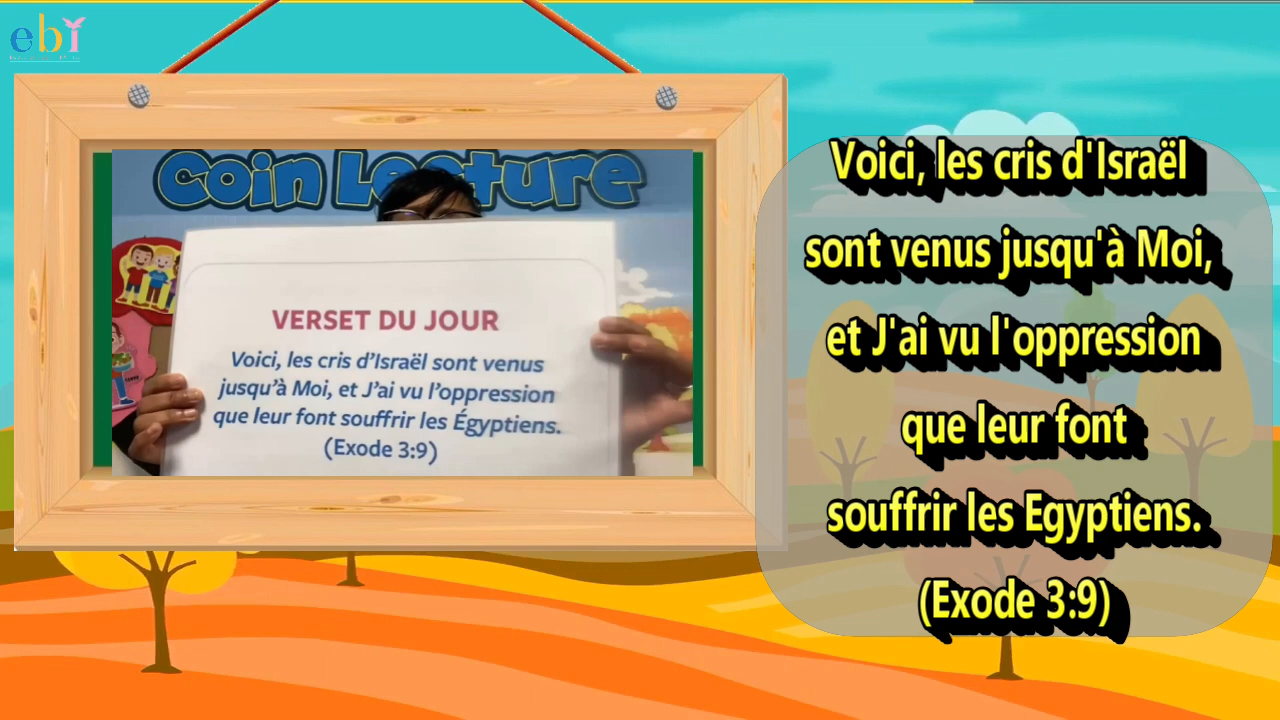 ebi
Coin Lecture
VERSET DU JOUR
Voici, les cris d’Israël sont venus
jusqu’à Moi, et J’ai vu l’oppression
que leur font souffrir les Égyptiens.
(Exode 3:9)
Voici, les cris d'Israël
sont venus jusqu'à Moi,
et J'ai vu l'oppression
que leur font
souffrir les Egyptiens.
(Exode 3:9)